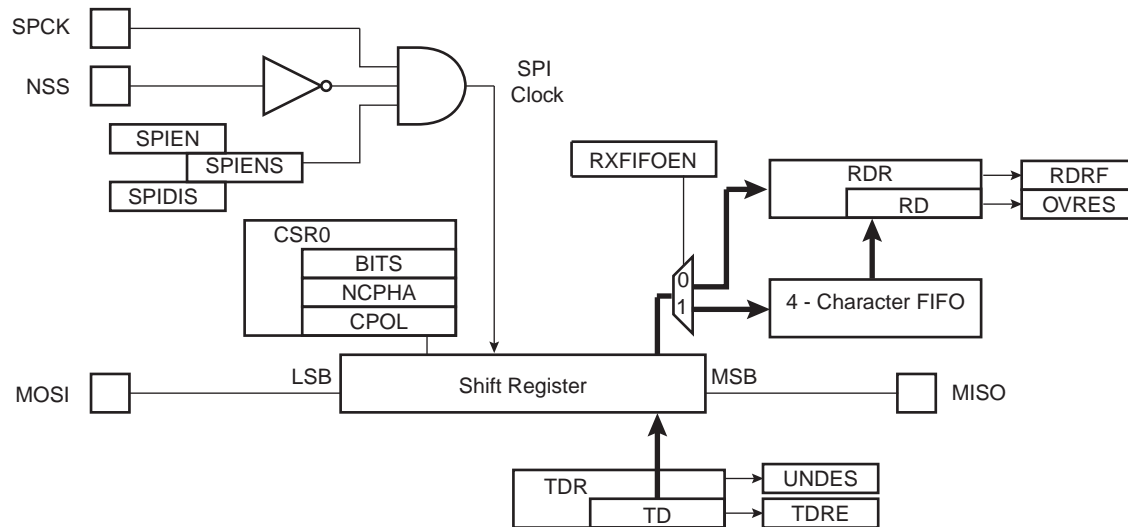 SPCK
NSS
SPI
Clock
SPIEN
SPIENS
SPIDIS
RXFIFOEN
RDR
RD
RDRF
OVRES
CSR0
BITS
NCPHA
CPOL
0
1
4 - Character FIFO
MOSI
LSB
Shift Register
MSB
MISO
TDR
TD
UNDES
TDRE